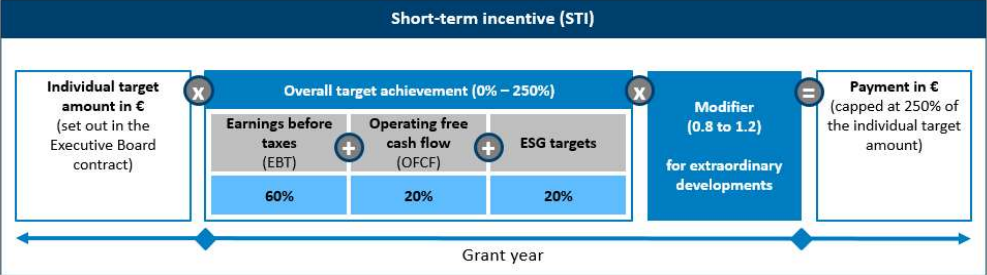 Short-term incentive (STI)
Individual target
amount in €
(set out in the
Executive Board
contract)
x
Overall target achievement (0% – 250%)
Earnings before
taxes
(EBT)
+
Operating free
cash flow
(OFCF)
+
ESG targets
60%
20%
20%
x
Modifier
(0.8 to 1.2)
for extraordinary
developments
=
Payment in €
(capped at 250% of
the individual target
amount)
Grant year